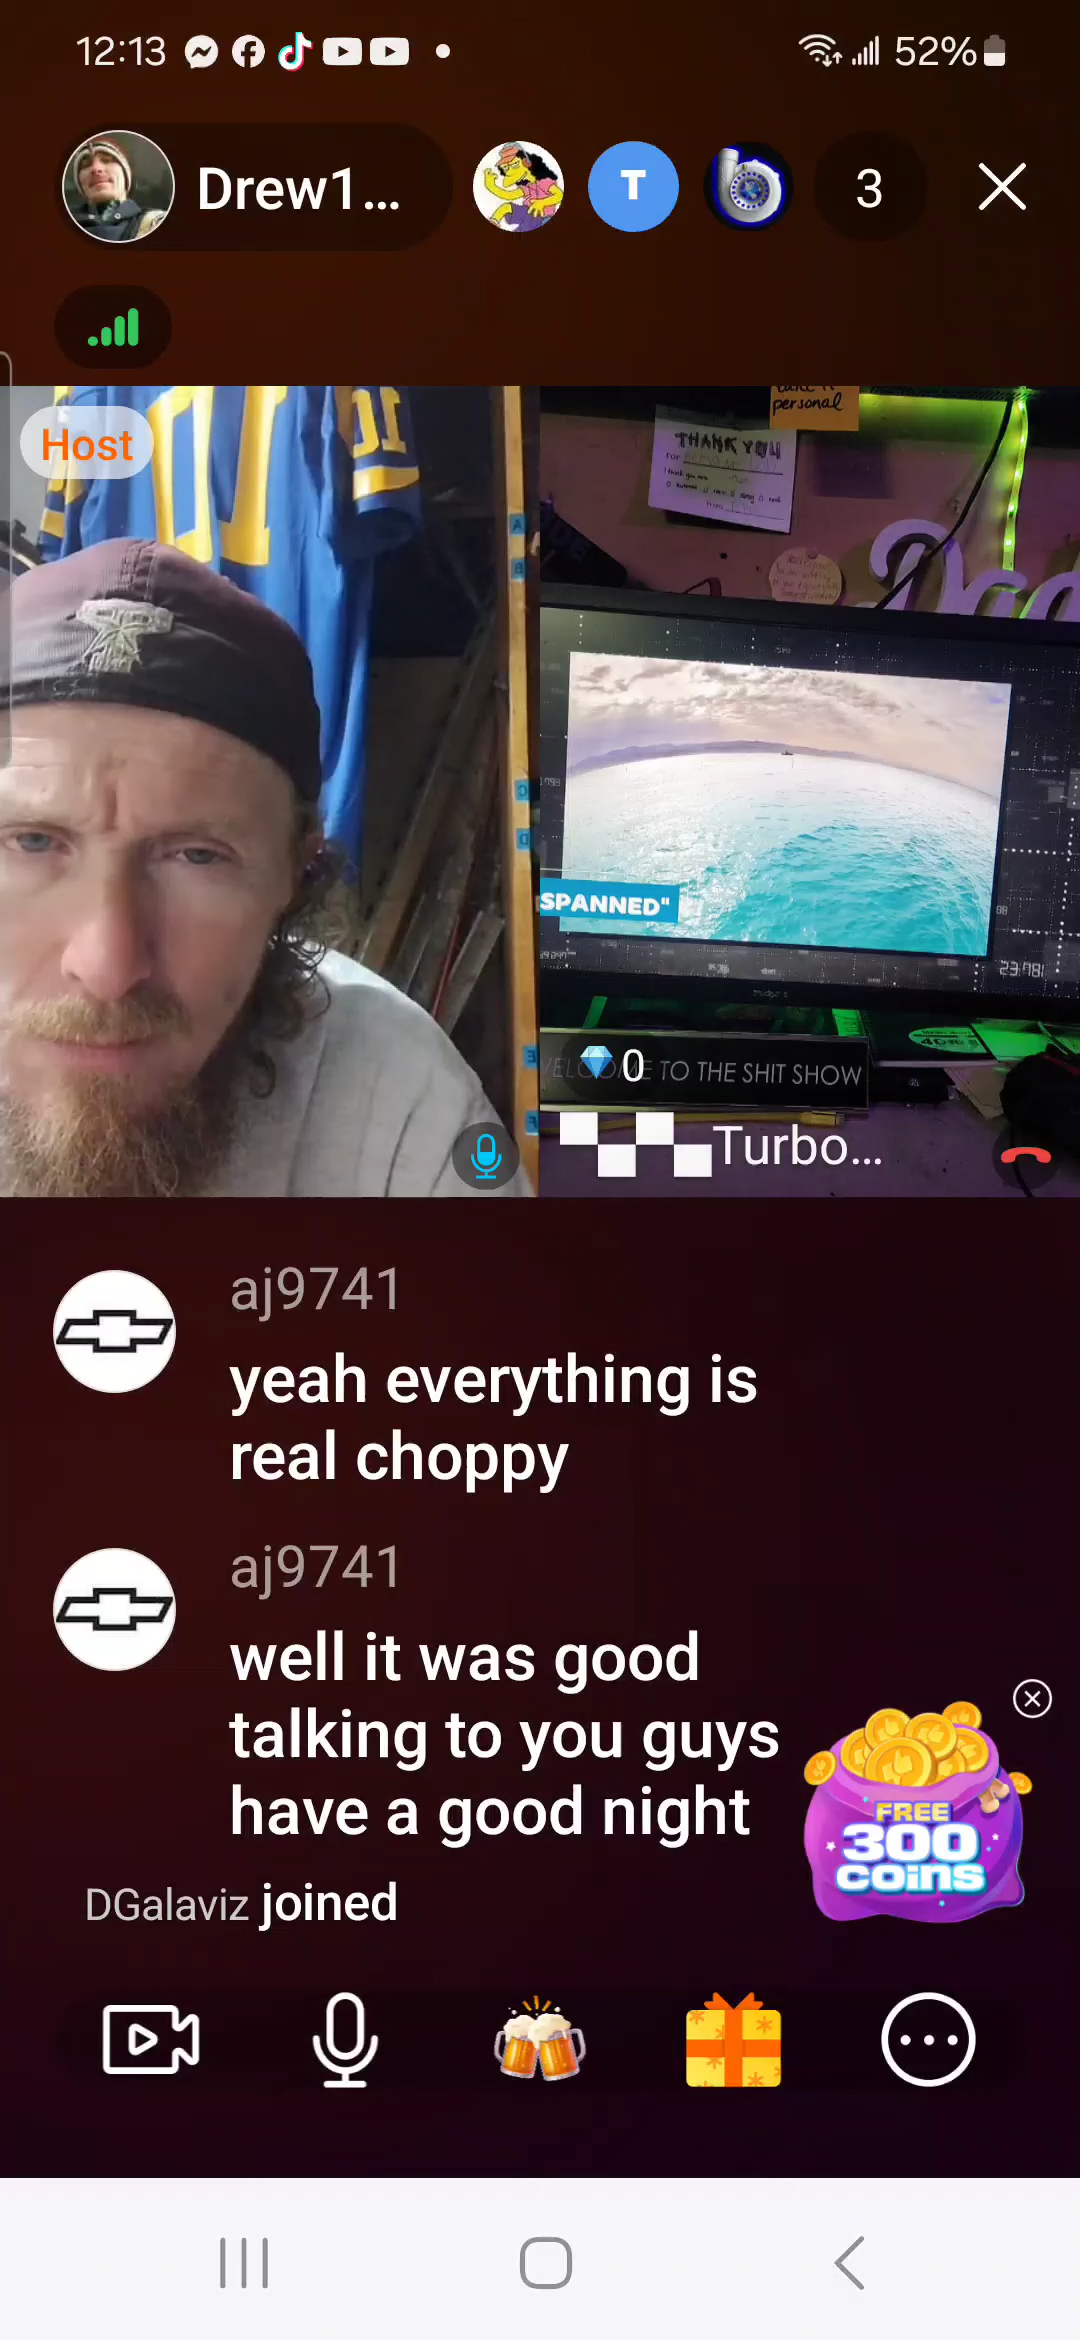 12:13
52%
Drew1...
T
3
Host
personal
THANK YOU
SPANNED"
0
TO THE SHIT SHOW
Turbo...
aj9741
yeah everything is
real choppy
aj9741
well it was good
talking to you guys
have a good night
FREE
300
COINS
DGalaviz joined